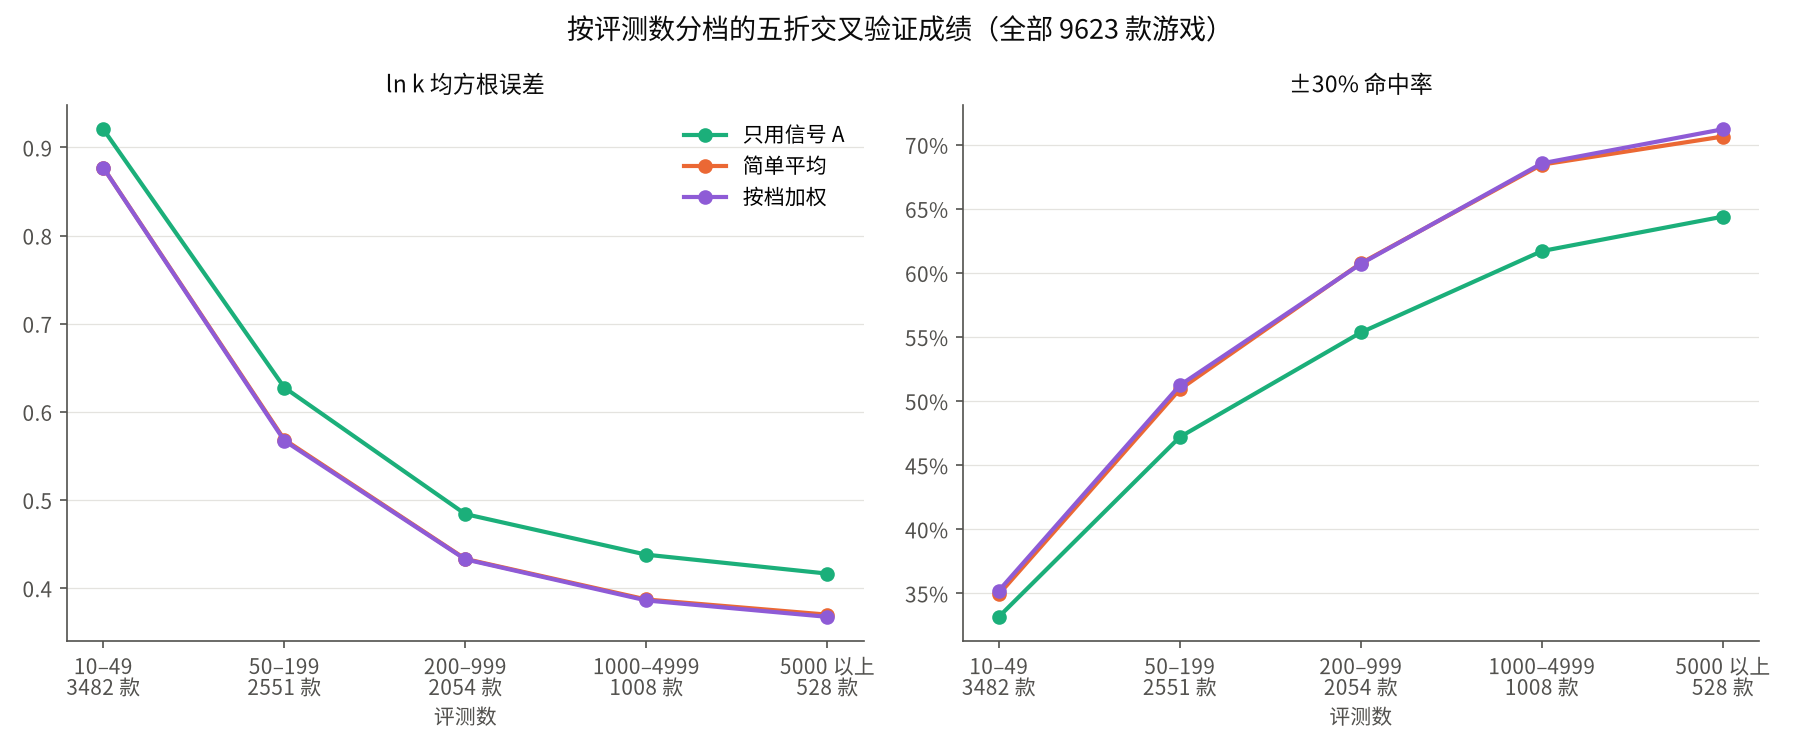 按评测数分档的五折交叉验证成绩（全部 9623 款游戏）
ln k 均方根误差
只用信号 A
简单平均
按档加权
0.9
0.8
0.7
0.6
0.5
0.4
10–49
3482 款
50–199
2551 款
200–999
2054 款
1000–4999
1008 款
5000 以上
528 款
评测数
±30% 命中率
70%
65%
60%
55%
50%
45%
40%
35%
10–49
3482 款
50–199
2551 款
200–999
2054 款
1000–4999
1008 款
5000 以上
528 款
评测数